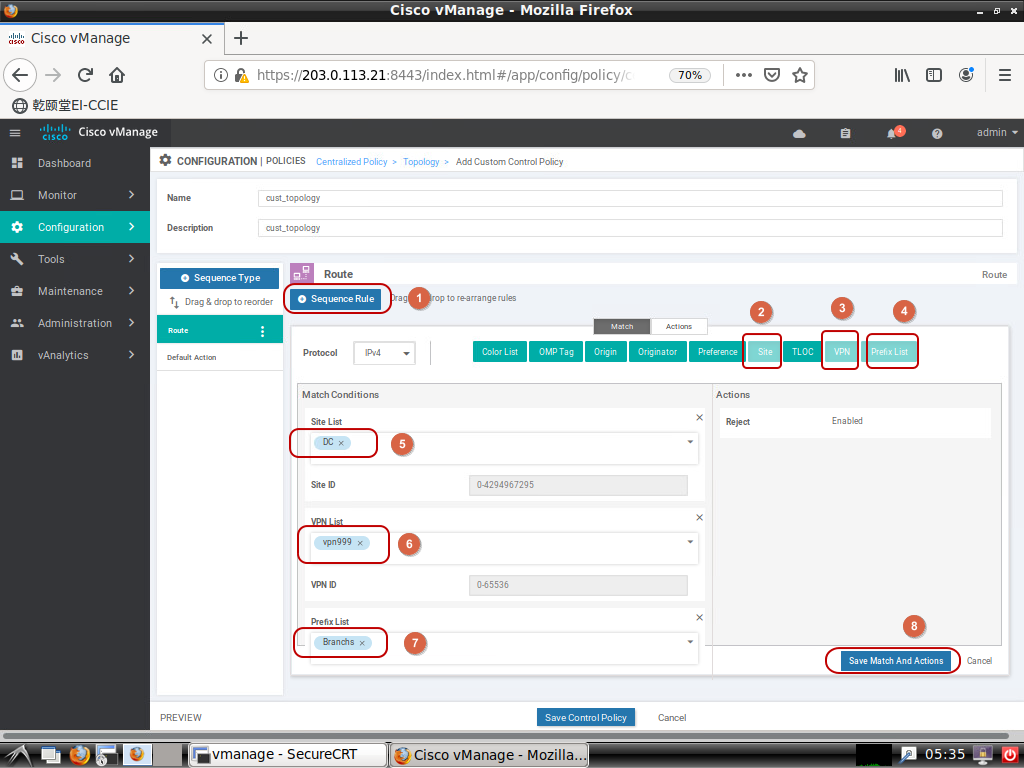 Cisco vManage - Mozilla Firefox
Cisco vManage
https://203.0.113.21:8443/index.html#/app/config/policy/c
70%
乾颐堂EI-CCIE
Cisco vManage
cisco
4
admin
Dashboard
Monitor
Configuration
Tools
Maintenance
Administration
vAnalytics
CONFIGURATION | POLICIES Centralized Policy > Topology > Add Custom Control Policy
Name cust_topology
Description cust_topology
Sequence Type
Drag & drop to reorder
Route
Default Action
Route
Route
Sequence Rule
1
Drag drop to re-arrange rules
2
3
4
Match Actions
Protocol IPv4
Color List OMP Tag Origin Originator Preference Site TLOC VPN Prefix List
Match Conditions
Site List
DC
5
Site ID 0-4294967295
VPN List
vpn999
6
VPN ID 0-65536
Prefix List
Branchs
7
Actions
Reject Enabled
8
Save Match And Actions Cancel
PREVIEW
Save Control Policy Cancel
vmanage - SecureCRT
Cisco vManage - Mozilla...
05:35